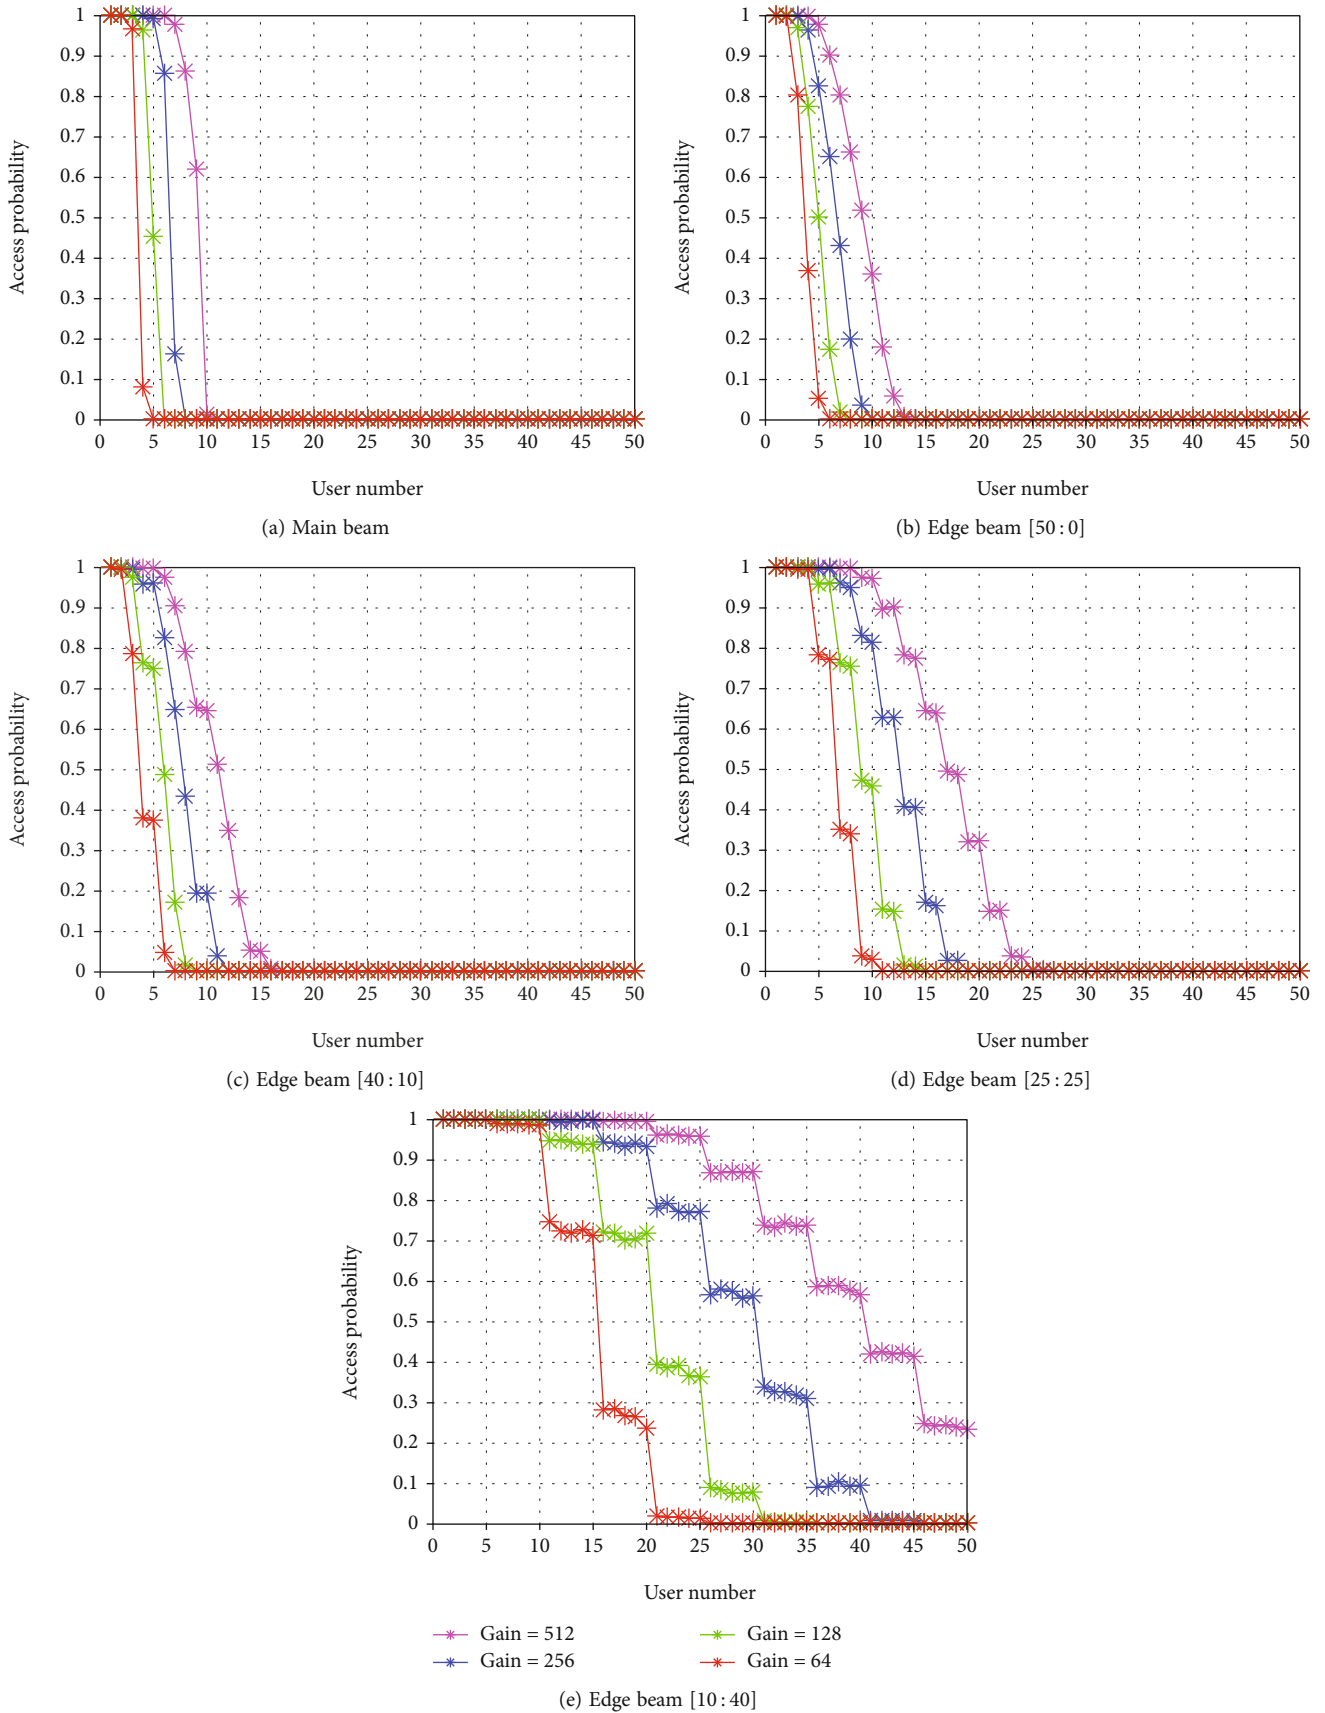 1
0.9
0.8
0.7
0.6
0.5
0.4
0.3
0.2
0.1
0
Access probability
0 5 10 15 20 25 30 35 40 45 50
User number
(a) Main beam
1
0.9
0.8
0.7
0.6
0.5
0.4
0.3
0.2
0.1
0
Access probability
0 5 10 15 20 25 30 35 40 45 50
User number
(b) Edge beam [50 : 0]
1
0.9
0.8
0.7
0.6
0.5
0.4
0.3
0.2
0.1
0
Access probability
0 5 10 15 20 25 30 35 40 45 50
User number
(c) Edge beam [40 : 10]
1
0.9
0.8
0.7
0.6
0.5
0.4
0.3
0.2
0.1
0
Access probability
0 5 10 15 20 25 30 35 40 45 50
User number
(d) Edge beam [25 : 25]
1
0.9
0.8
0.7
0.6
0.5
0.4
0.3
0.2
0.1
0
Access probability
0 5 10 15 20 25 30 35 40 45 50
User number
Gain = 512
Gain = 256
Gain = 128
Gain = 64
(e) Edge beam [10 : 40]